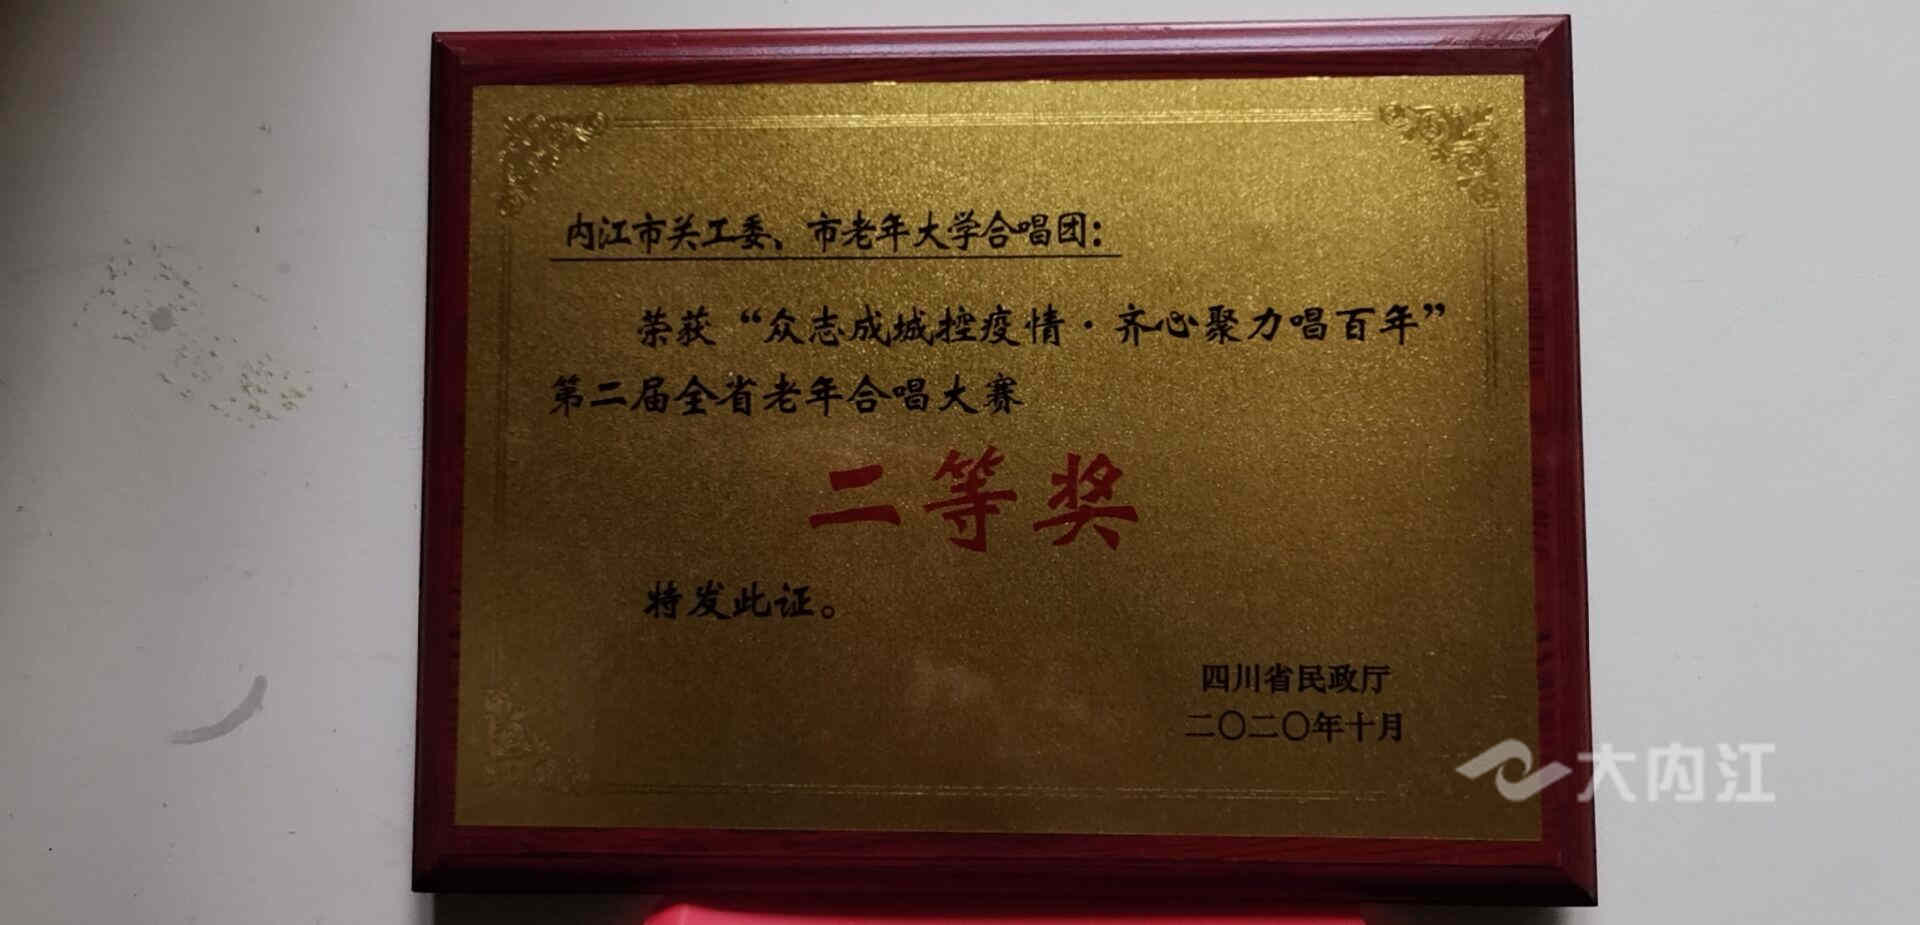 内江市关工委、市老年大学合唱团：
荣获“众志成城控疫情·齐心聚力唱百年”
第二届全省老年合唱大赛
二等奖
特发此证。
四川省民政厅
二〇二〇年十月
大内江